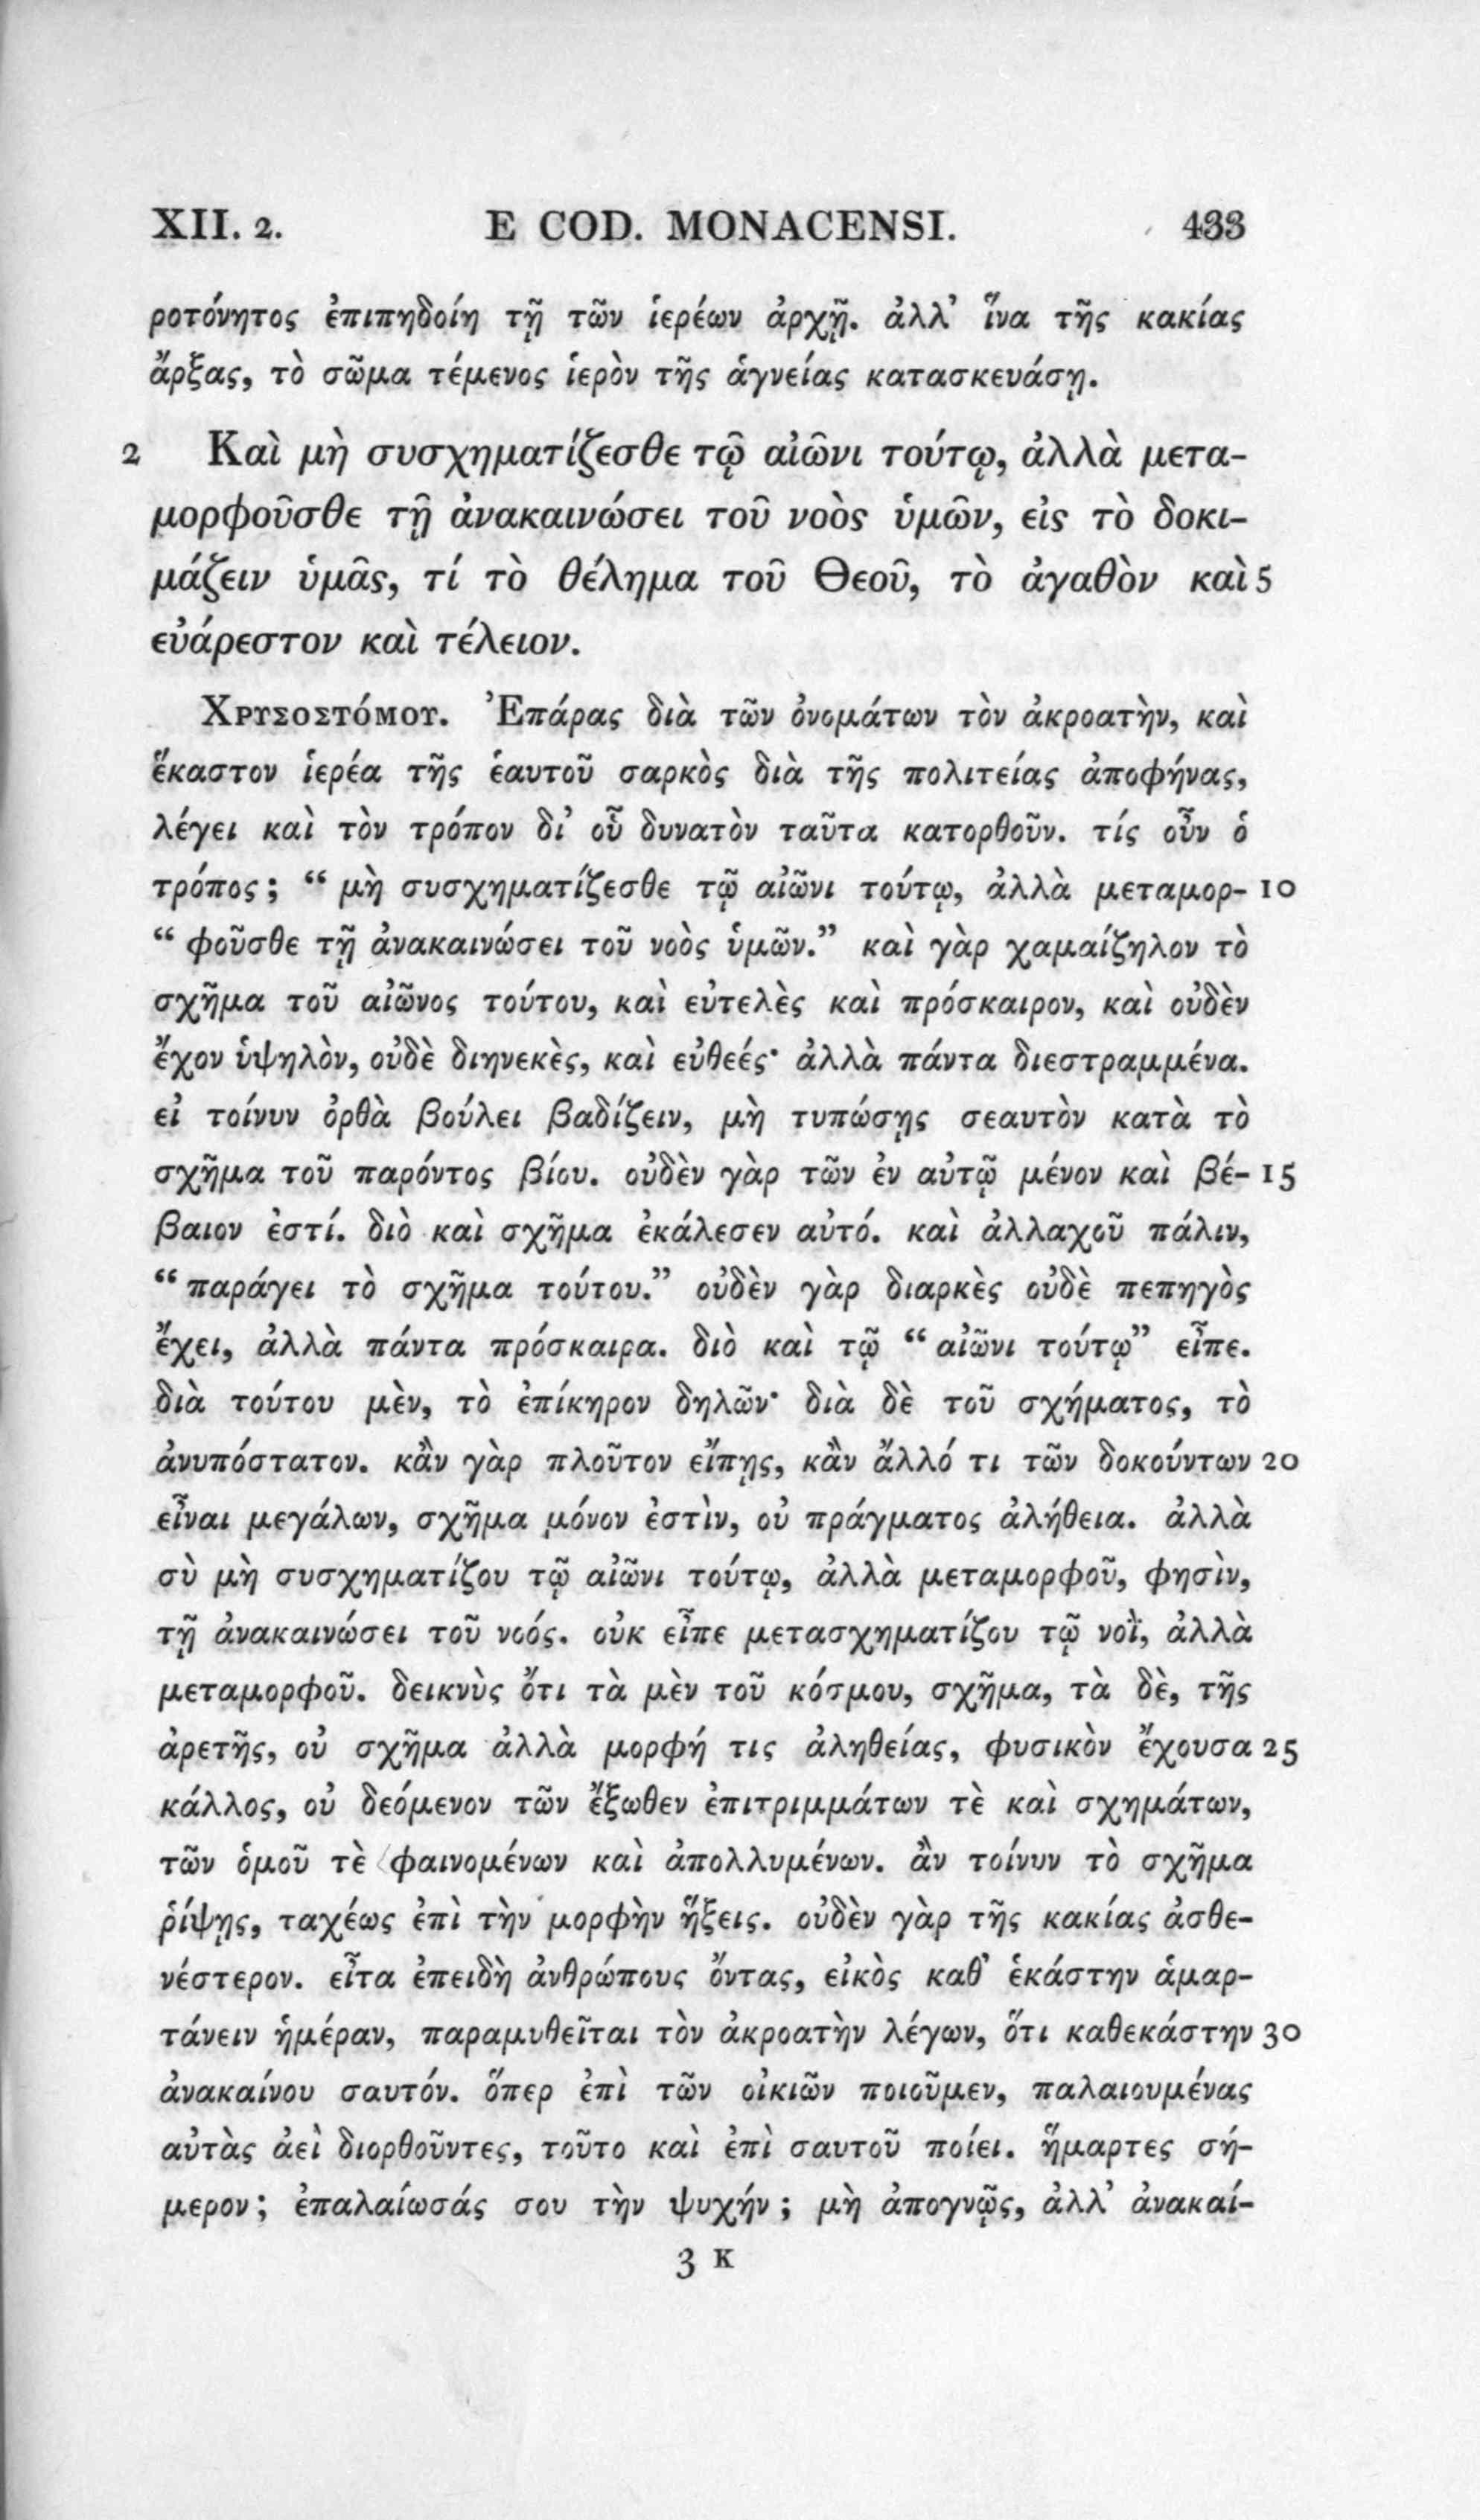 XII. 2. E COD. MONACENSI. 433
ροτόνητος ἐπιπηδοίη τῇ τῶν ἱερέων ἀρχῇ. ἀλλ’ ἵνα τῆς κακίας
ἄρξας, τὸ σῶμα τέμενος ἱερὸν τῆς ἁγνείας κατασκευάσῃ.
2 Καὶ μὴ συσχηματίζεσθε τῷ αἰῶνι τούτῳ, ἀλλὰ μετα-
μορφοῦσθε τῇ ἀνακαινώσει τοῦ νοὸς ὑμῶν, εἰς τὸ δοκι-
μάζειν ὑμᾶς, τί τὸ θέλημα τοῦ Θεοῦ, τὸ ἀγαθὸν καὶ 5
εὐάρεστον καὶ τέλειον.
Χρυσοστόμου. Ἐπάρας διὰ τῶν ὀνομάτων τὸν ἀκροατὴν, καὶ
ἕκαστον ἱερέα τῆς ἑαυτοῦ σαρκὸς διὰ τῆς πολιτείας ἀποφήνας,
λέγει καὶ τὸν τρόπον δι’ οὗ δυνατὸν ταῦτα κατορθοῦν. τίς οὖν ὁ
τρόπος; “ μὴ συσχηματίζεσθε τῷ αἰῶνι τούτῳ, ἀλλὰ μεταμορ- 10
“ φοῦσθε τῇ ἀνακαινώσει τοῦ νοὸς ὑμῶν.” καὶ γὰρ χαμαίζηλον τὸ
σχῆμα τοῦ αἰῶνος τούτου, καὶ εὐτελὲς καὶ πρόσκαιρον, καὶ οὐδὲν
ἔχον ὑψηλὸν, οὐδὲ διηνεκὲς, καὶ εὐθεές· ἀλλὰ πάντα διεστραμμένα.
εἰ τοίνυν ὀρθὰ βούλει βαδίζειν, μὴ τυπώσῃς σεαυτὸν κατὰ τὸ
σχῆμα τοῦ παρόντος βίου. οὐδὲν γὰρ τῶν ἐν αὐτῷ μένον καὶ βέ- 15
βαιον ἐστί. διὸ καὶ σχῆμα ἐκάλεσεν αὐτό. καὶ ἀλλαχοῦ πάλιν,
“ παράγει τὸ σχῆμα τούτου.” οὐδὲν γὰρ διαρκὲς οὐδὲ πεπηγὸς
ἔχει, ἀλλὰ πάντα πρόσκαιρα. διὸ καὶ τῷ “ αἰῶνι τούτῳ” εἶπε.
διὰ τούτου μὲν, τὸ ἐπίκηρον δηλῶν· διὰ δὲ τοῦ σχήματος, τὸ
ἀνυπόστατον. κἂν γὰρ πλοῦτον εἴπῃς, κἂν ἄλλό τι τῶν δοκούντων 20
εἶναι μεγάλων, σχῆμα μόνον ἐστὶν, οὐ πράγματος ἀλήθεια. ἀλλὰ
σὺ μὴ συσχηματίζου τῷ αἰῶνι τούτῳ, ἀλλὰ μεταμορφοῦ, φησὶν,
τῇ ἀνακαινώσει τοῦ νοός. οὐκ εἶπε μετασχηματίζου τῷ νοῒ, ἀλλὰ
μεταμορφοῦ. δεικνὺς ὅτι τὰ μὲν τοῦ κόσμου, σχῆμα, τὰ δὲ, τῆς
ἀρετῆς, οὐ σχῆμα ἀλλὰ μορφή τις ἀληθείας, φυσικὸν ἔχουσα 25
κάλλος, οὐ δεόμενον τῶν ἔξωθεν ἐπιτριμμάτων τὲ καὶ σχημάτων,
τῶν ὁμοῦ τὲ φαινομένων καὶ ἀπολλυμένων. ἂν τοίνυν τὸ σχῆμα
ῥίψῃς, ταχέως ἐπὶ τὴν μορφὴν ἥξεις. οὐδὲν γὰρ τῆς κακίας ἀσθε-
νέστερον. εἶτα ἐπειδὴ ἀνθρώπους ὄντας, εἰκὸς καθ’ ἑκάστην ἁμαρ-
τάνειν ἡμέραν, παραμυθεῖται τὸν ἀκροατὴν λέγων, ὅτι καθεκάστην 30
ἀνακαίνου σαυτόν. ὅπερ ἐπὶ τῶν οἰκιῶν ποιοῦμεν, παλαιουμένας
αὐτὰς ἀεὶ διορθοῦντες, τοῦτο καὶ ἐπὶ σαυτοῦ ποίει. ἥμαρτες σή-
μερον; ἐπαλαίωσάς σου τὴν ψυχήν; μὴ ἀπογνῷς, ἀλλ’ ἀνακαί-
3 K